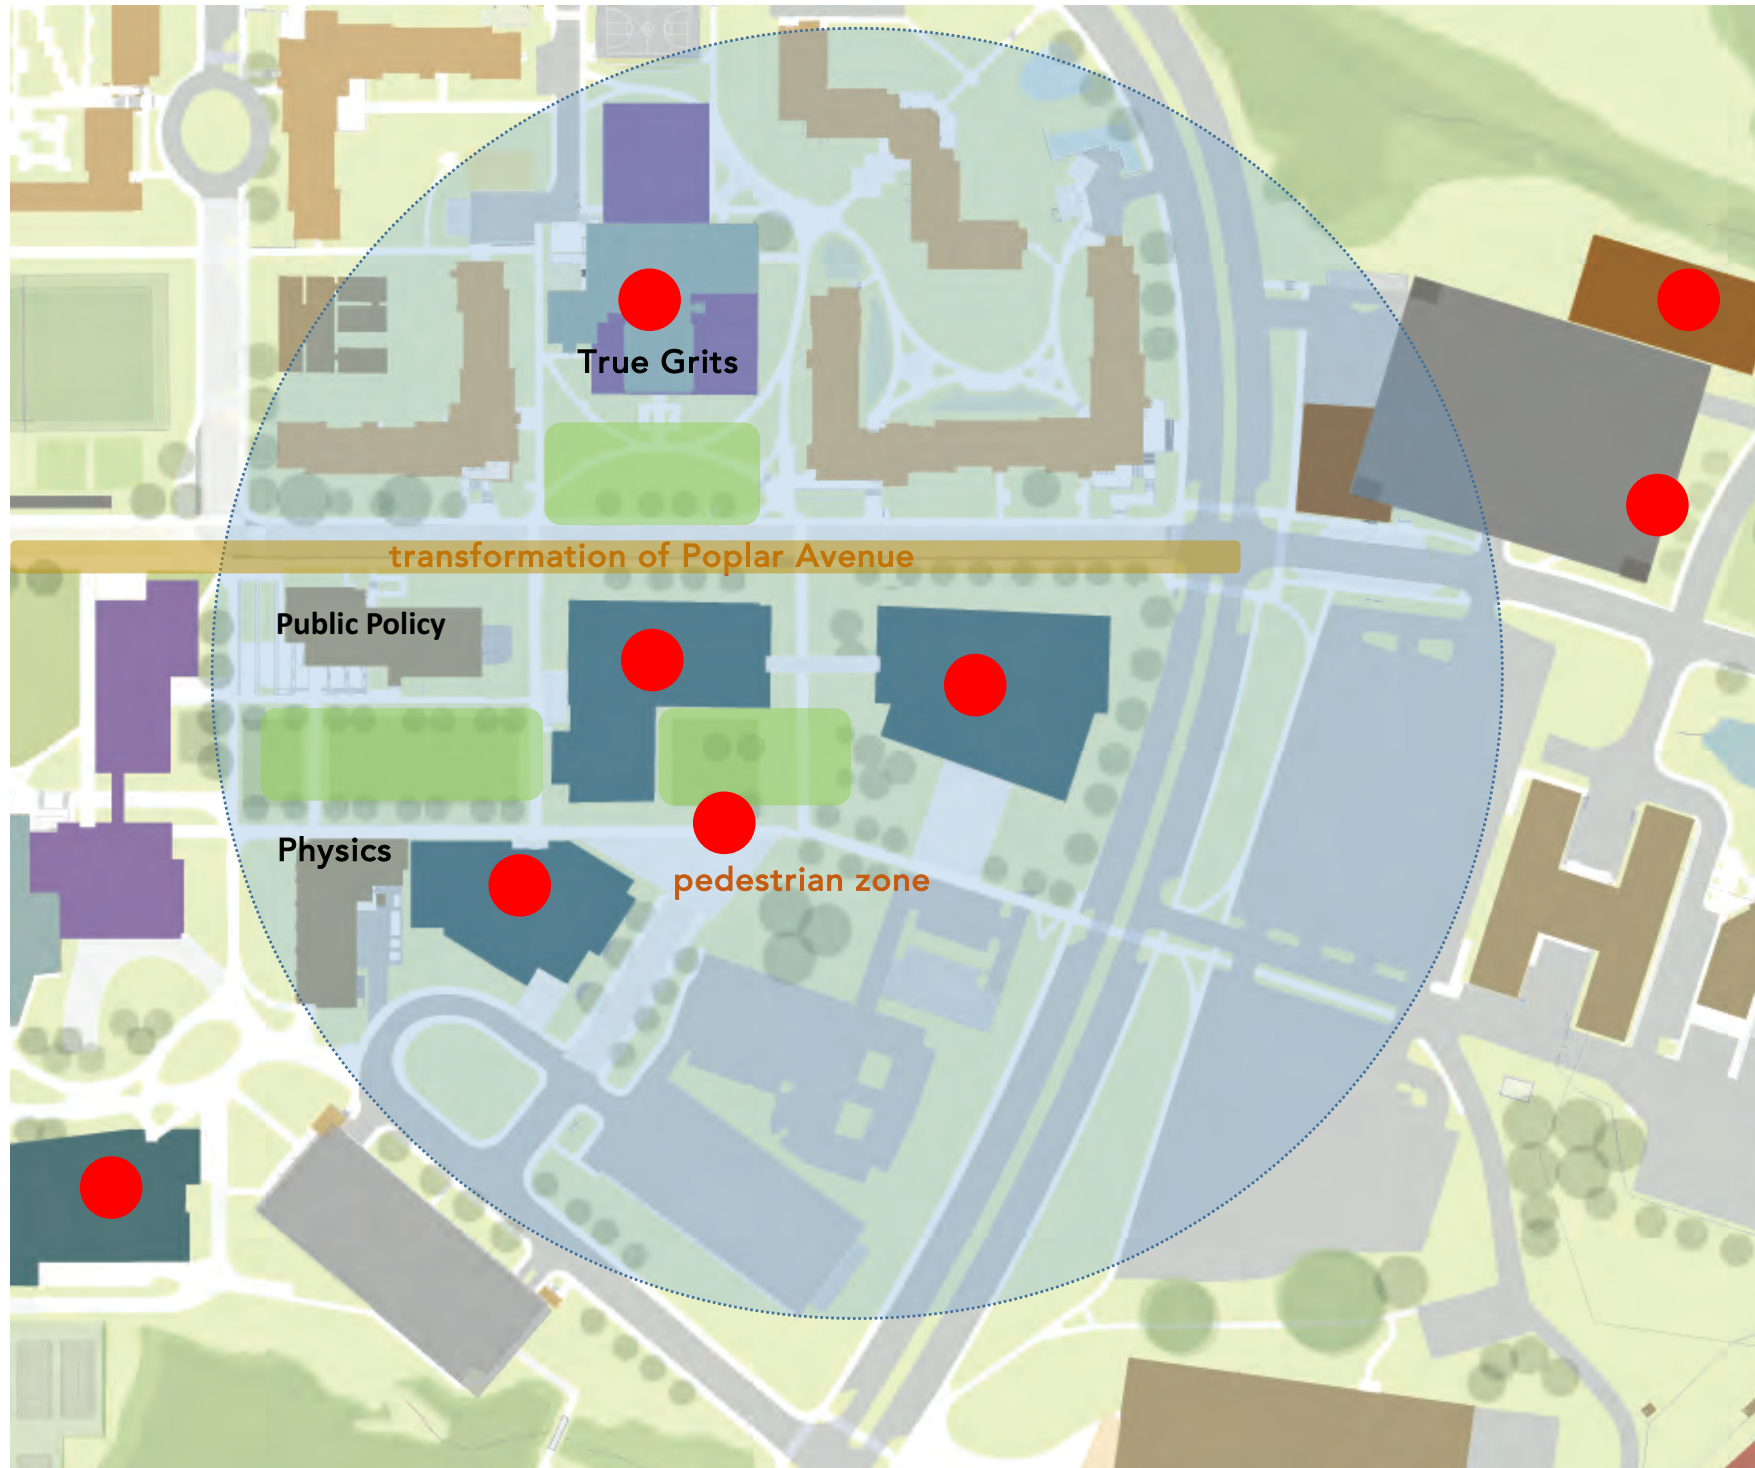 True Grits
transformation of Poplar Avenue
Public Policy
Physics
pedestrian zone